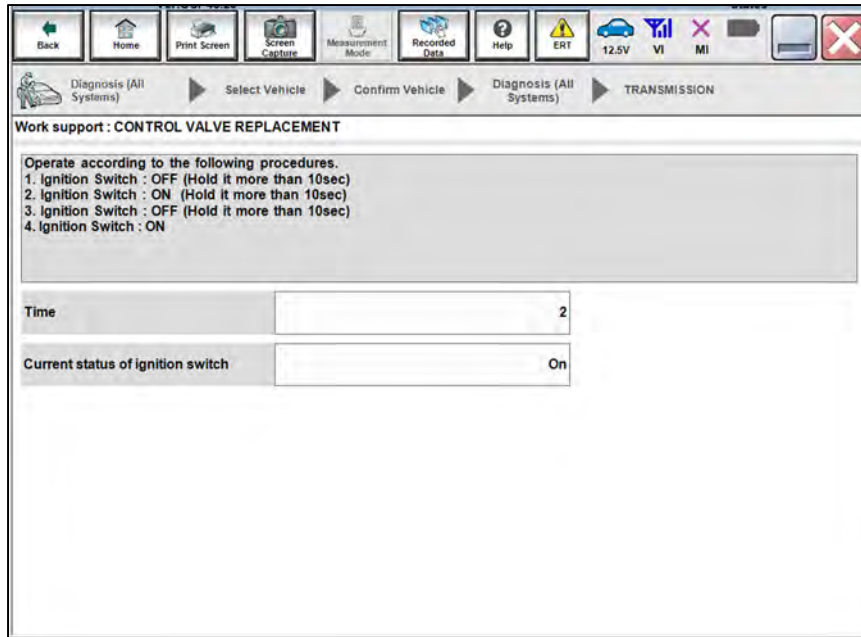 Back
Home
Print Screen
Screen Capture
Measurement Mode
Recorded Data
Help
ERT
12.5V
VI
MI
Diagnosis (All Systems)
Select Vehicle
Confirm Vehicle
Diagnosis (All Systems)
TRANSMISSION
Work support : CONTROL VALVE REPLACEMENT
Operate according to the following procedures.
1. Ignition Switch : OFF (Hold it more than 10sec)
2. Ignition Switch : ON (Hold it more than 10sec)
3. Ignition Switch : OFF (Hold it more than 10sec)
4. Ignition Switch : ON
Time 2
Current status of ignition switch On